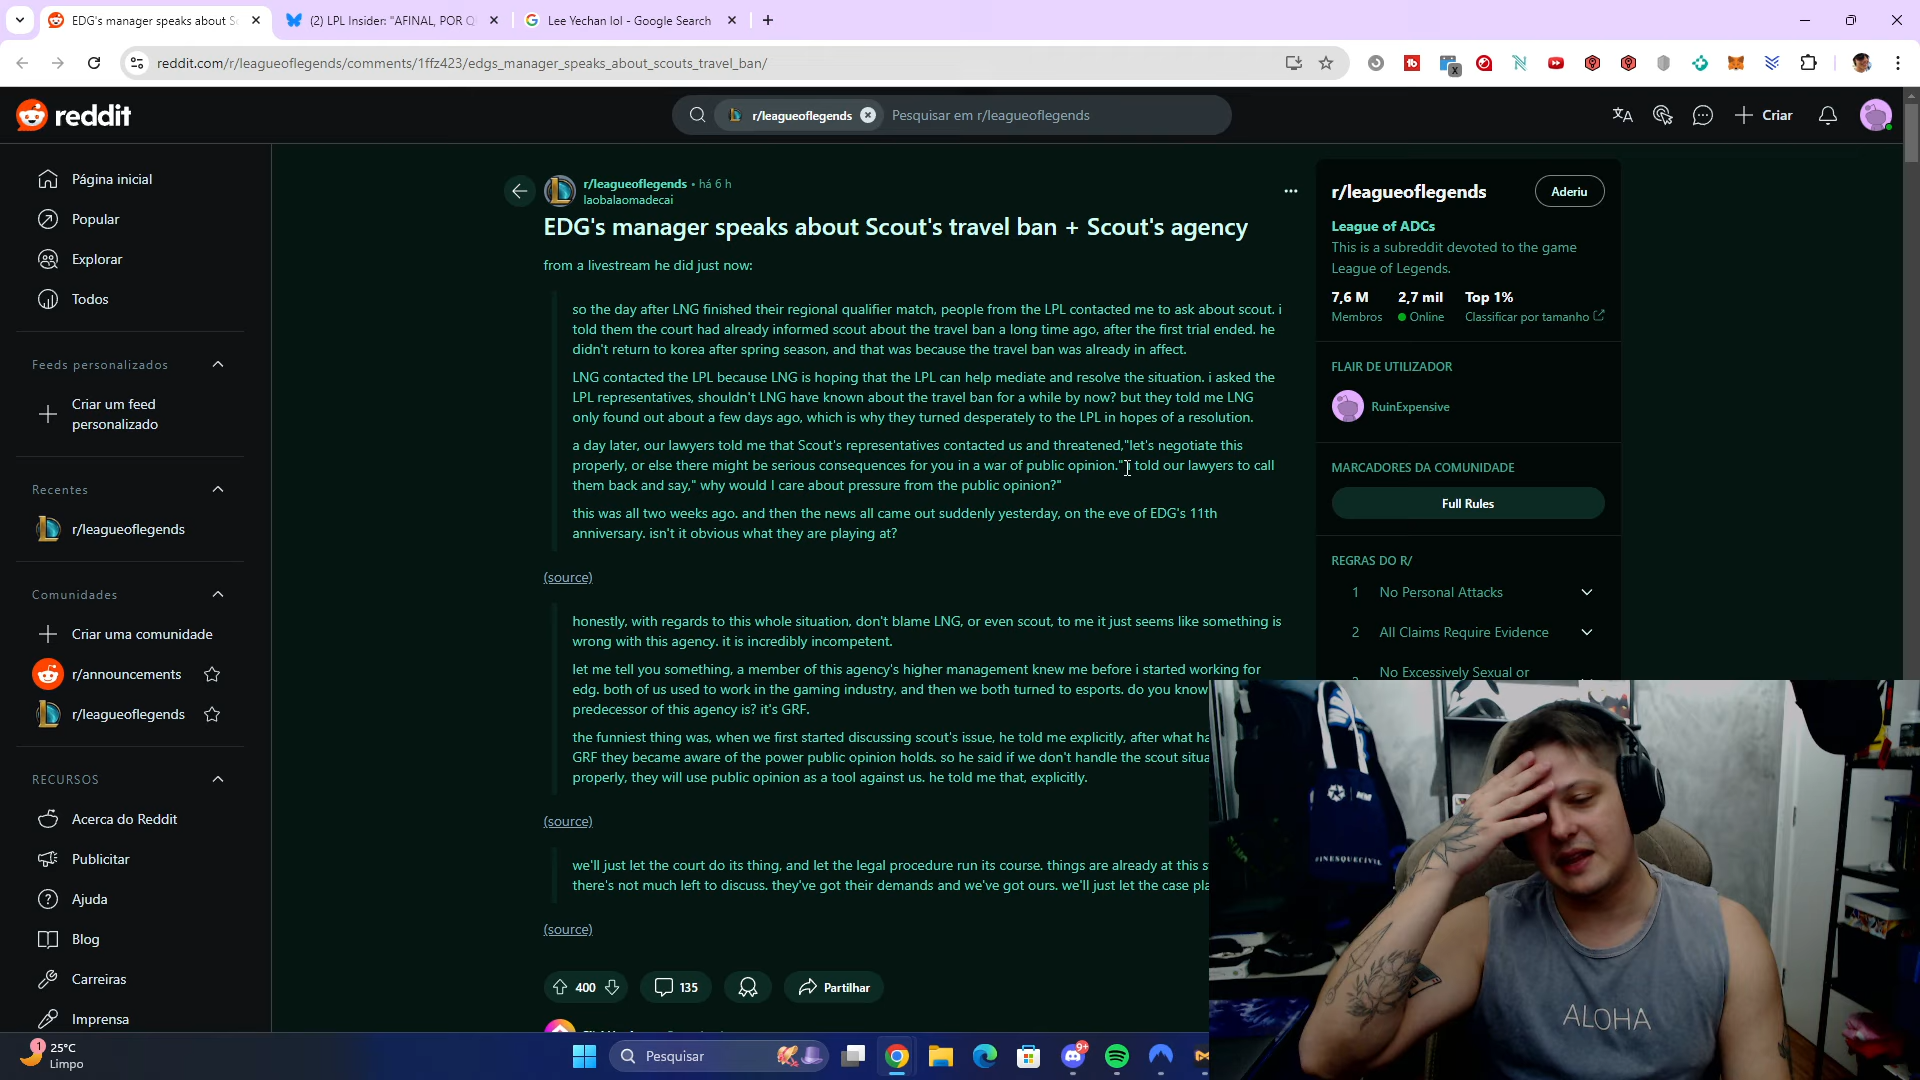 EDG's manager speaks about S
(2) LPL Insider: "AFINAL, POR Q
Lee Yechan lol - Google Search
reddit.com/r/leagueoflegends/comments/1ffz423/edgs_manager_speaks_about_scouts_travel_ban/
reddit
r/leagueoflegends
Pesquisar em r/leagueoflegends
Criar
Página inicial
Popular
Explorar
Todos
Feeds personalizados
Criar um feed
personalizado
Recentes
r/leagueoflegends
Comunidades
Criar uma comunidade
r/announcements
r/leagueoflegends
RECURSOS
Acerca do Reddit
Publicitar
Ajuda
Blog
Carreiras
Imprensa
r/leagueoflegends • há 6 h
laobalaomadecai
EDG's manager speaks about Scout's travel ban + Scout's agency
from a livestream he did just now:
so the day after LNG finished their regional qualifier match, people from the LPL contacted me to ask about scout. i
told them the court had already informed scout about the travel ban a long time ago, after the first trial ended. he
didn't return to korea after spring season, and that was because the travel ban was already in affect.
LNG contacted the LPL because LNG is hoping that the LPL can help mediate and resolve the situation. i asked the
LPL representatives, shouldn't LNG have known about the travel ban for a while by now? but they told me LNG
only found out about a few days ago, which is why they turned desperately to the LPL in hopes of a resolution.
a day later, our lawyers told me that Scout's representatives contacted us and threatened,"let's negotiate this
properly, or else there might be serious consequences for you in a war of public opinion." i told our lawyers to call
them back and say," why would I care about pressure from the public opinion?"
this was all two weeks ago. and then the news all came out suddenly yesterday, on the eve of EDG's 11th
anniversary. isn't it obvious what they are playing at?
(source)
honestly, with regards to this whole situation, don't blame LNG, or even scout, to me it just seems like something is
wrong with this agency. it is incredibly incompetent.
let me tell you something, a member of this agency's higher management knew me before i started working for
edg. both of us used to work in the gaming industry, and then we both turned to esports. do you know
predecessor of this agency is? it's GRF.
the funniest thing was, when we first started discussing scout's issue, he told me explicitly, after what ha
GRF they became aware of the power public opinion holds. so he said if we don't handle the scout situa
properly, they will use public opinion as a tool against us. he told me that, explicitly.
(source)
we'll just let the court do its thing, and let the legal procedure run its course. things are already at this s
there's not much left to discuss. they've got their demands and we've got ours. we'll just let the case pla
(source)
400
135
Partilhar
r/leagueoflegends
Aderiu
League of ADCs
This is a subreddit devoted to the game
League of Legends.
7,6 M 2,7 mil Top 1%
Membros Online Classificar por tamanho
FLAIR DE UTILIZADOR
RuinExpensive
MARCADORES DA COMUNIDADE
Full Rules
REGRAS DO R/
1 No Personal Attacks
2 All Claims Require Evidence
No Excessively Sexual or
ALOHA
25°C
Limpo
1
Pesquisar
9+